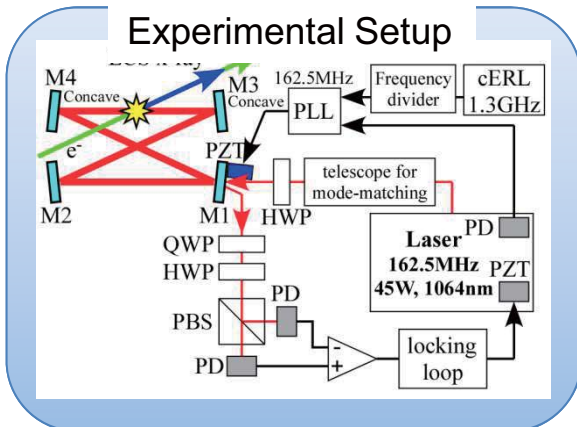 Experimental Setup
M4
Concave
M3
Concave
162.5MHz
PLL
Frequency
divider
cERL
1.3GHz
e-
PZT
telescope for
mode-matching
M2
M1
HWP
PD
Laser
162.5MHz
45W, 1064nm
PZT
QWP
HWP
PBS
PD
PD
-
+
locking
loop